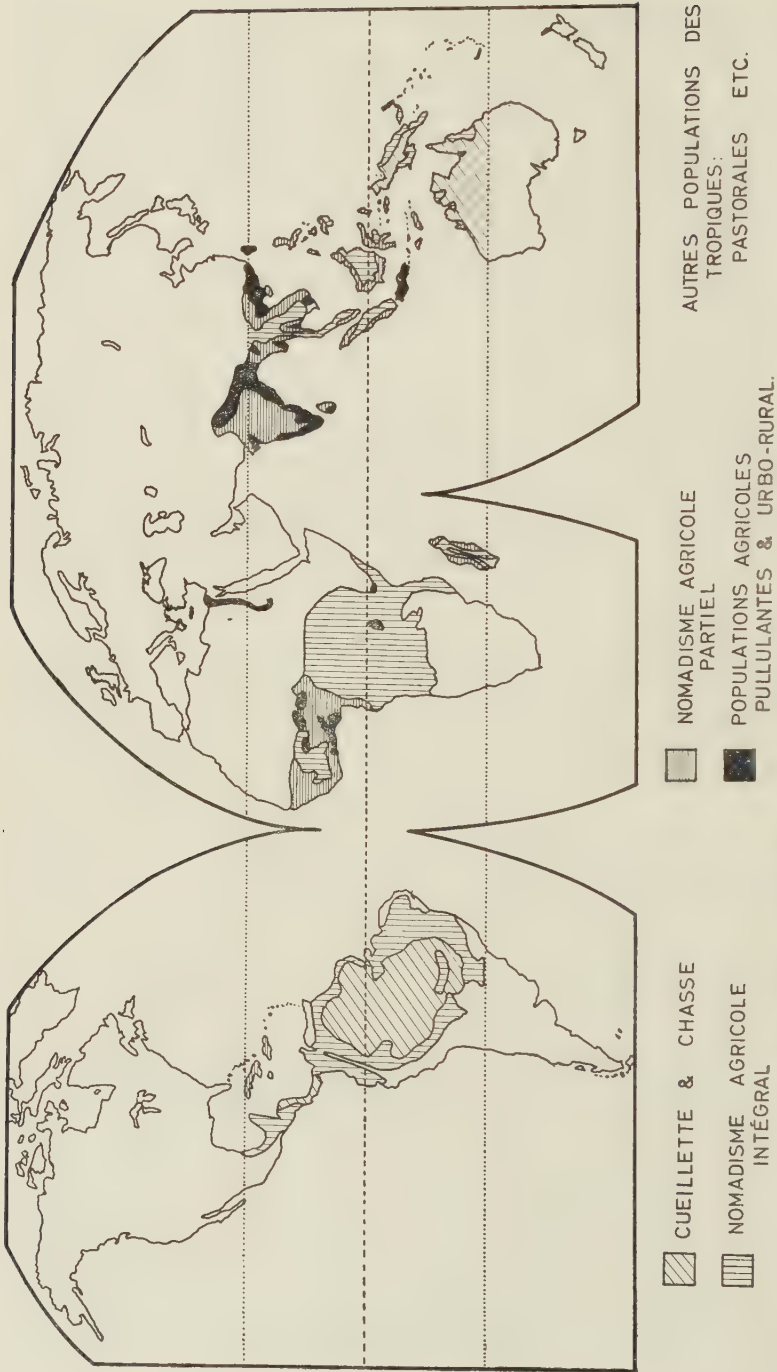 CUEILLETTE & CHASSE
NOMADISME AGRICOLE
INTÉGRAL
NOMADISME AGRICOLE
PARTIEL
POPULATIONS AGRICOLES
PULLULANTES & URBO-RURAL.
AUTRES POPULATIONS DES
TROPIQUES:
PASTORALES ETC.